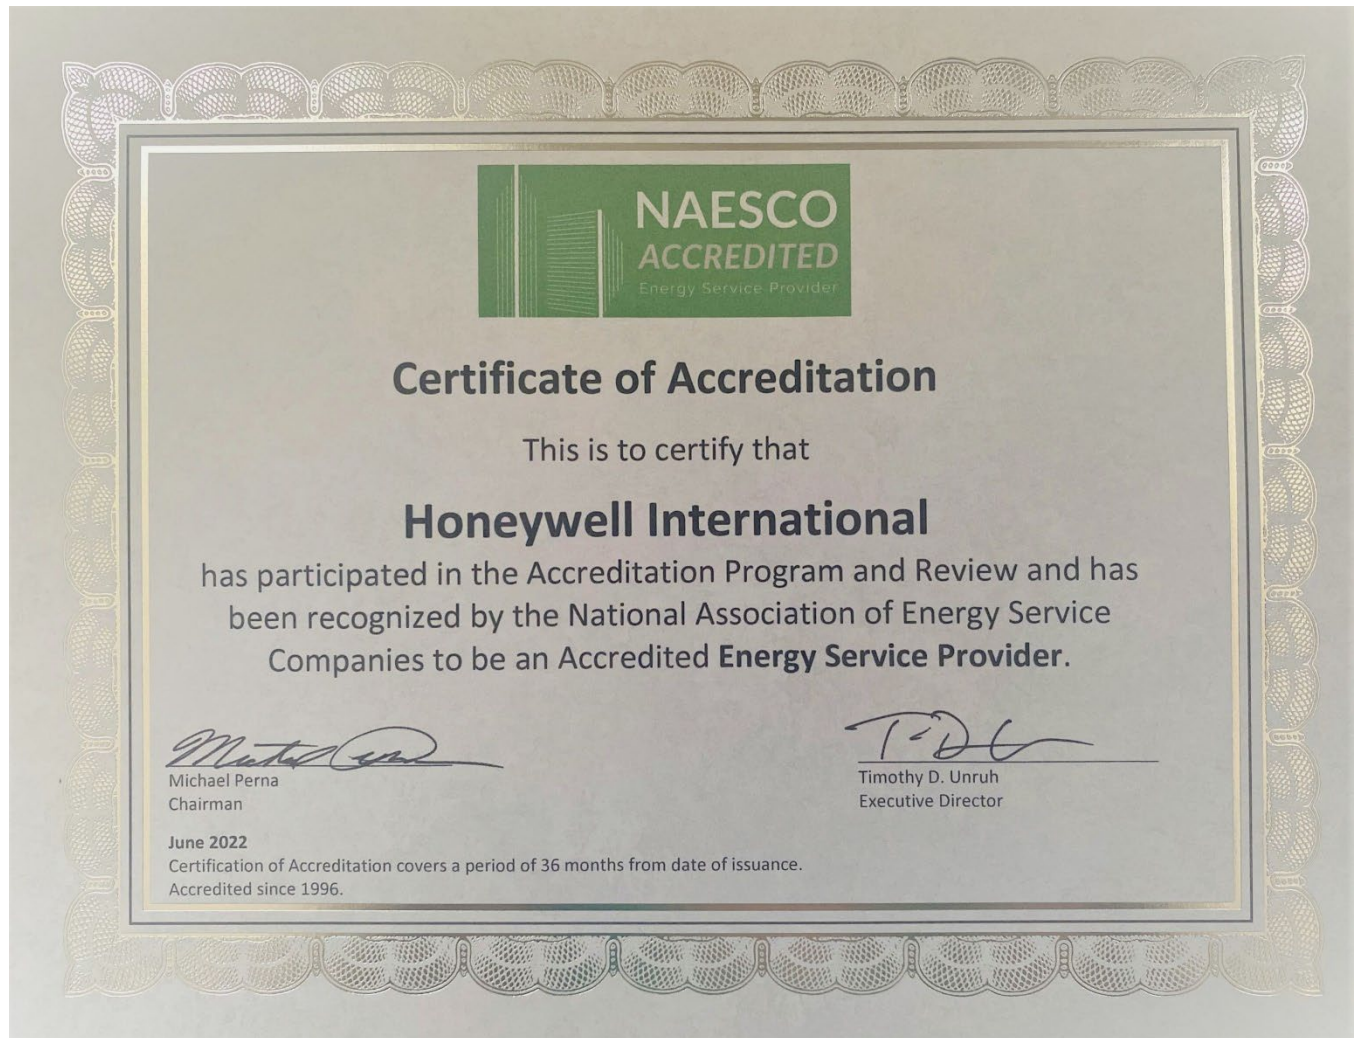 NAESCO
ACCREDITED
Energy Service Provider
Certificate of Accreditation
This is to certify that
Honeywell International
has participated in the Accreditation Program and Review and has
been recognized by the National Association of Energy Service
Companies to be an Accredited Energy Service Provider.
Michael Perna
Chairman
Timothy D. Unruh
Executive Director
June 2022
Certification of Accreditation covers a period of 36 months from date of issuance.
Accredited since 1996.